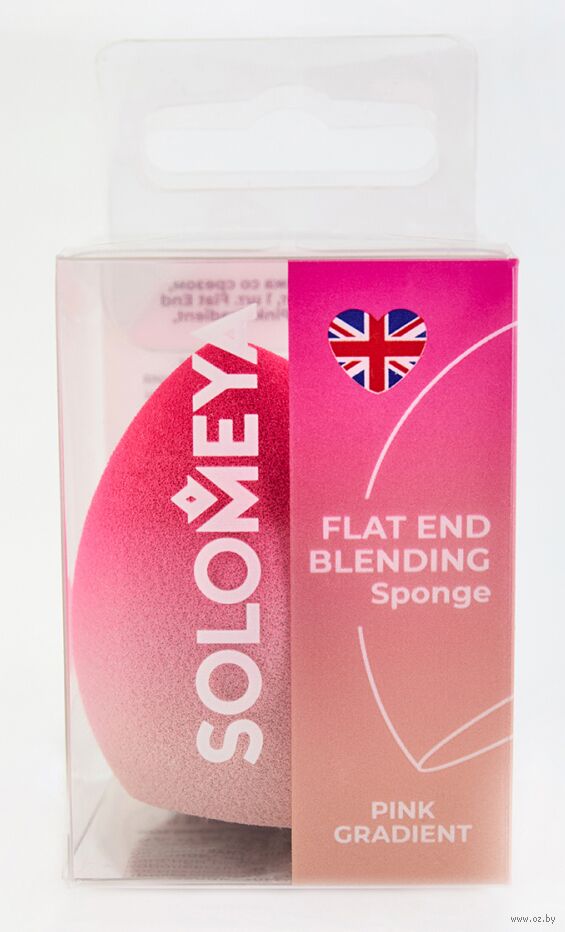 SOLOMEYA
FLAT END
BLENDING
Sponge
PINK
GRADIENT
www.oz.by